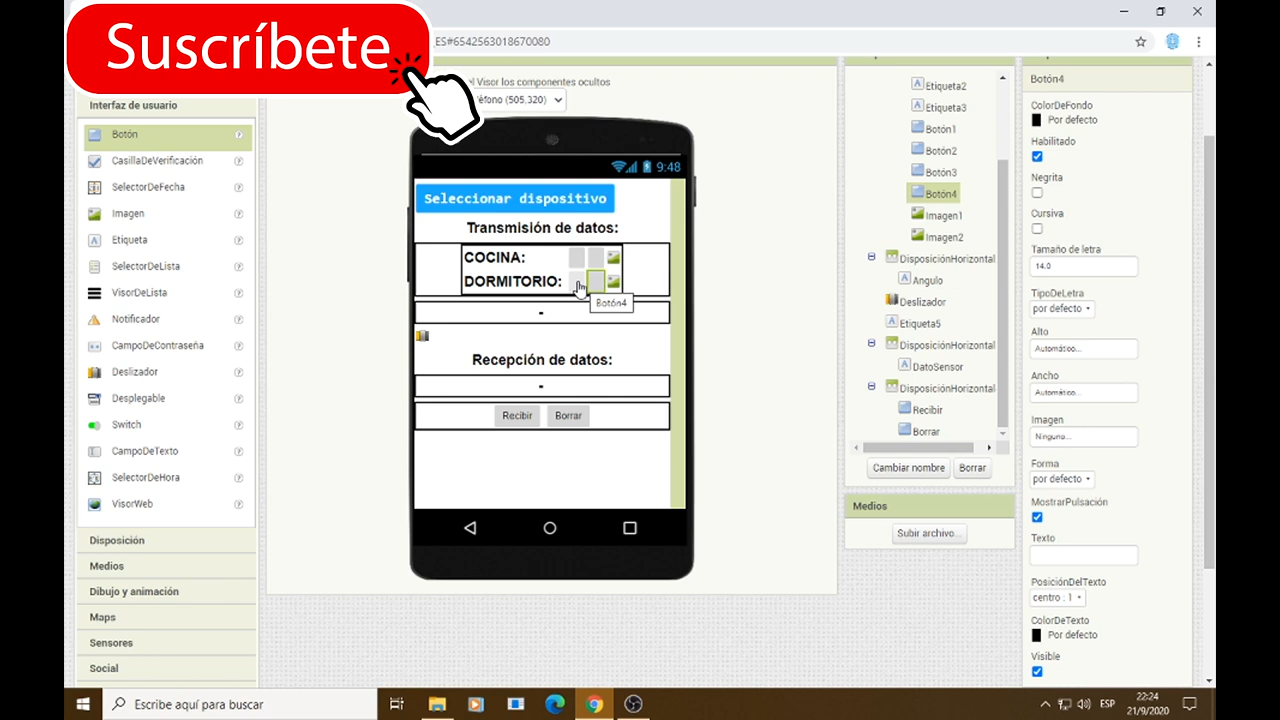 Suscríbete
_ES#6542563018670080
el Visor los componentes ocultos
léfono (505,320)
Interfaz de usuario
Botón
CasillaDeVerificación
SelectorDeFecha
Imagen
Etiqueta
SelectorDeLista
VisorDeLista
Notificador
CampoDeContraseña
Deslizador
Desplegable
Switch
CampoDeTexto
SelectorDeHora
VisorWeb
Disposición
Medios
Dibujo y animación
Maps
Sensores
Social
9:48
Seleccionar dispositivo
Transmisión de datos:
COCINA:
DORMITORIO:
Botón4
-
Recepción de datos:
-
Recibir Borrar
Etiqueta2
Etiqueta3
Botón1
Botón2
Botón3
Botón4
Imagen1
Imagen2
DisposiciónHorizontal
Angulo
Deslizador
Etiqueta5
DisposiciónHorizontal
DatoSensor
DisposiciónHorizontal
Recibir
Borrar
Cambiar nombre Borrar
Medios
Subir archivo...
Botón4
ColorDeFondo
Por defecto
Habilitado
Negrita
Cursiva
Tamaño de letra
14.0
TipoDeLetra
por defecto
Alto
Automático...
Ancho
Automático...
Imagen
Ninguno...
Forma
por defecto
MostrarPulsación
Texto
PosiciónDelTexto
centro : 1
ColorDeTexto
Por defecto
Visible
Escribe aquí para buscar
ESP
22:24
21/9/2020